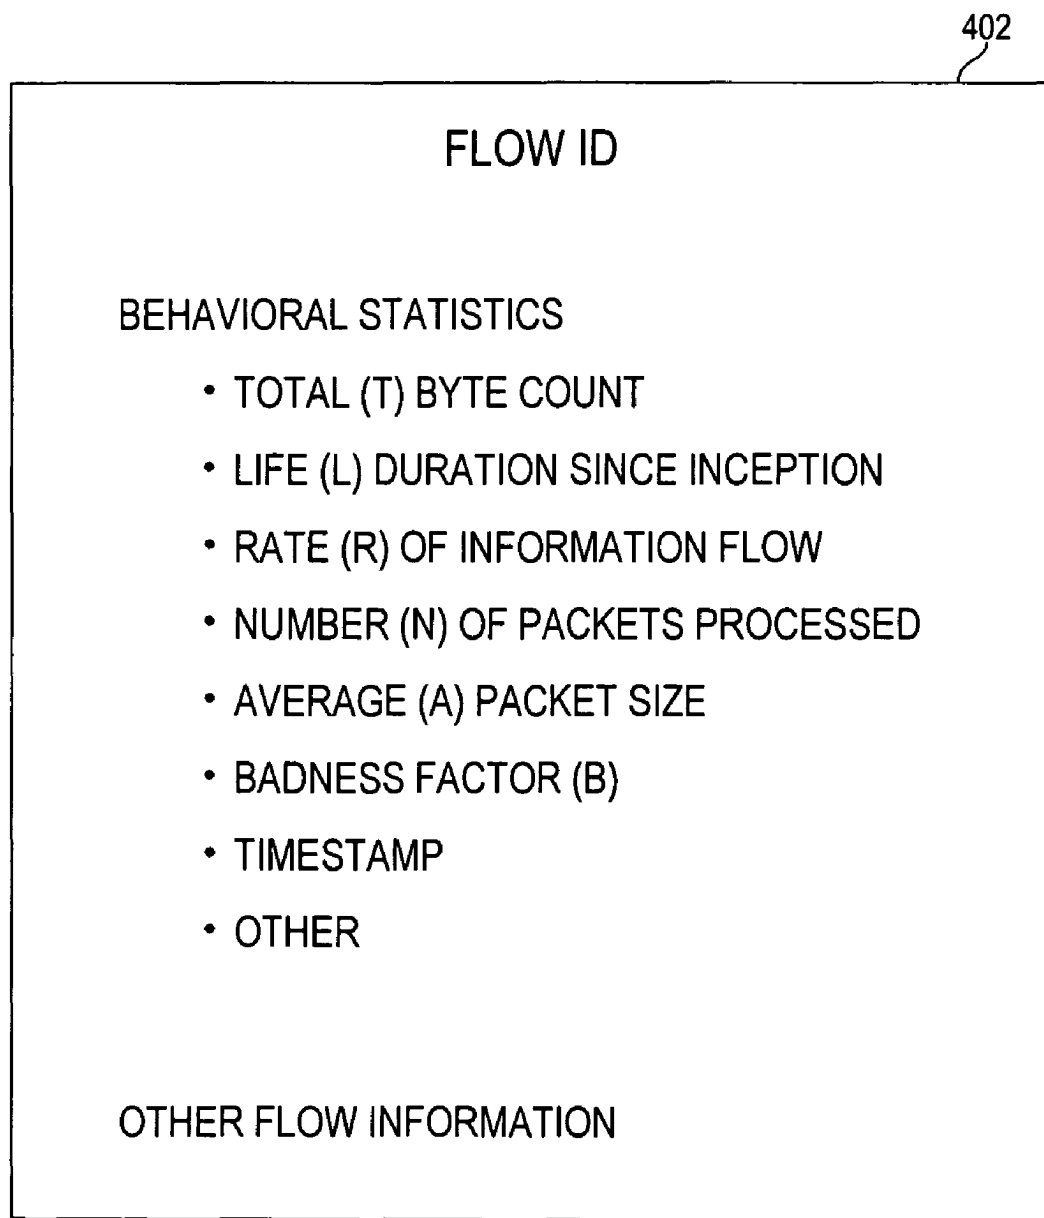 402
FLOW ID
BEHAVIORAL STATISTICS
• TOTAL (T) BYTE COUNT
• LIFE (L) DURATION SINCE INCEPTION
• RATE (R) OF INFORMATION FLOW
• NUMBER (N) OF PACKETS PROCESSED
• AVERAGE (A) PACKET SIZE
• BADNESS FACTOR (B)
• TIMESTAMP
• OTHER
OTHER FLOW INFORMATION